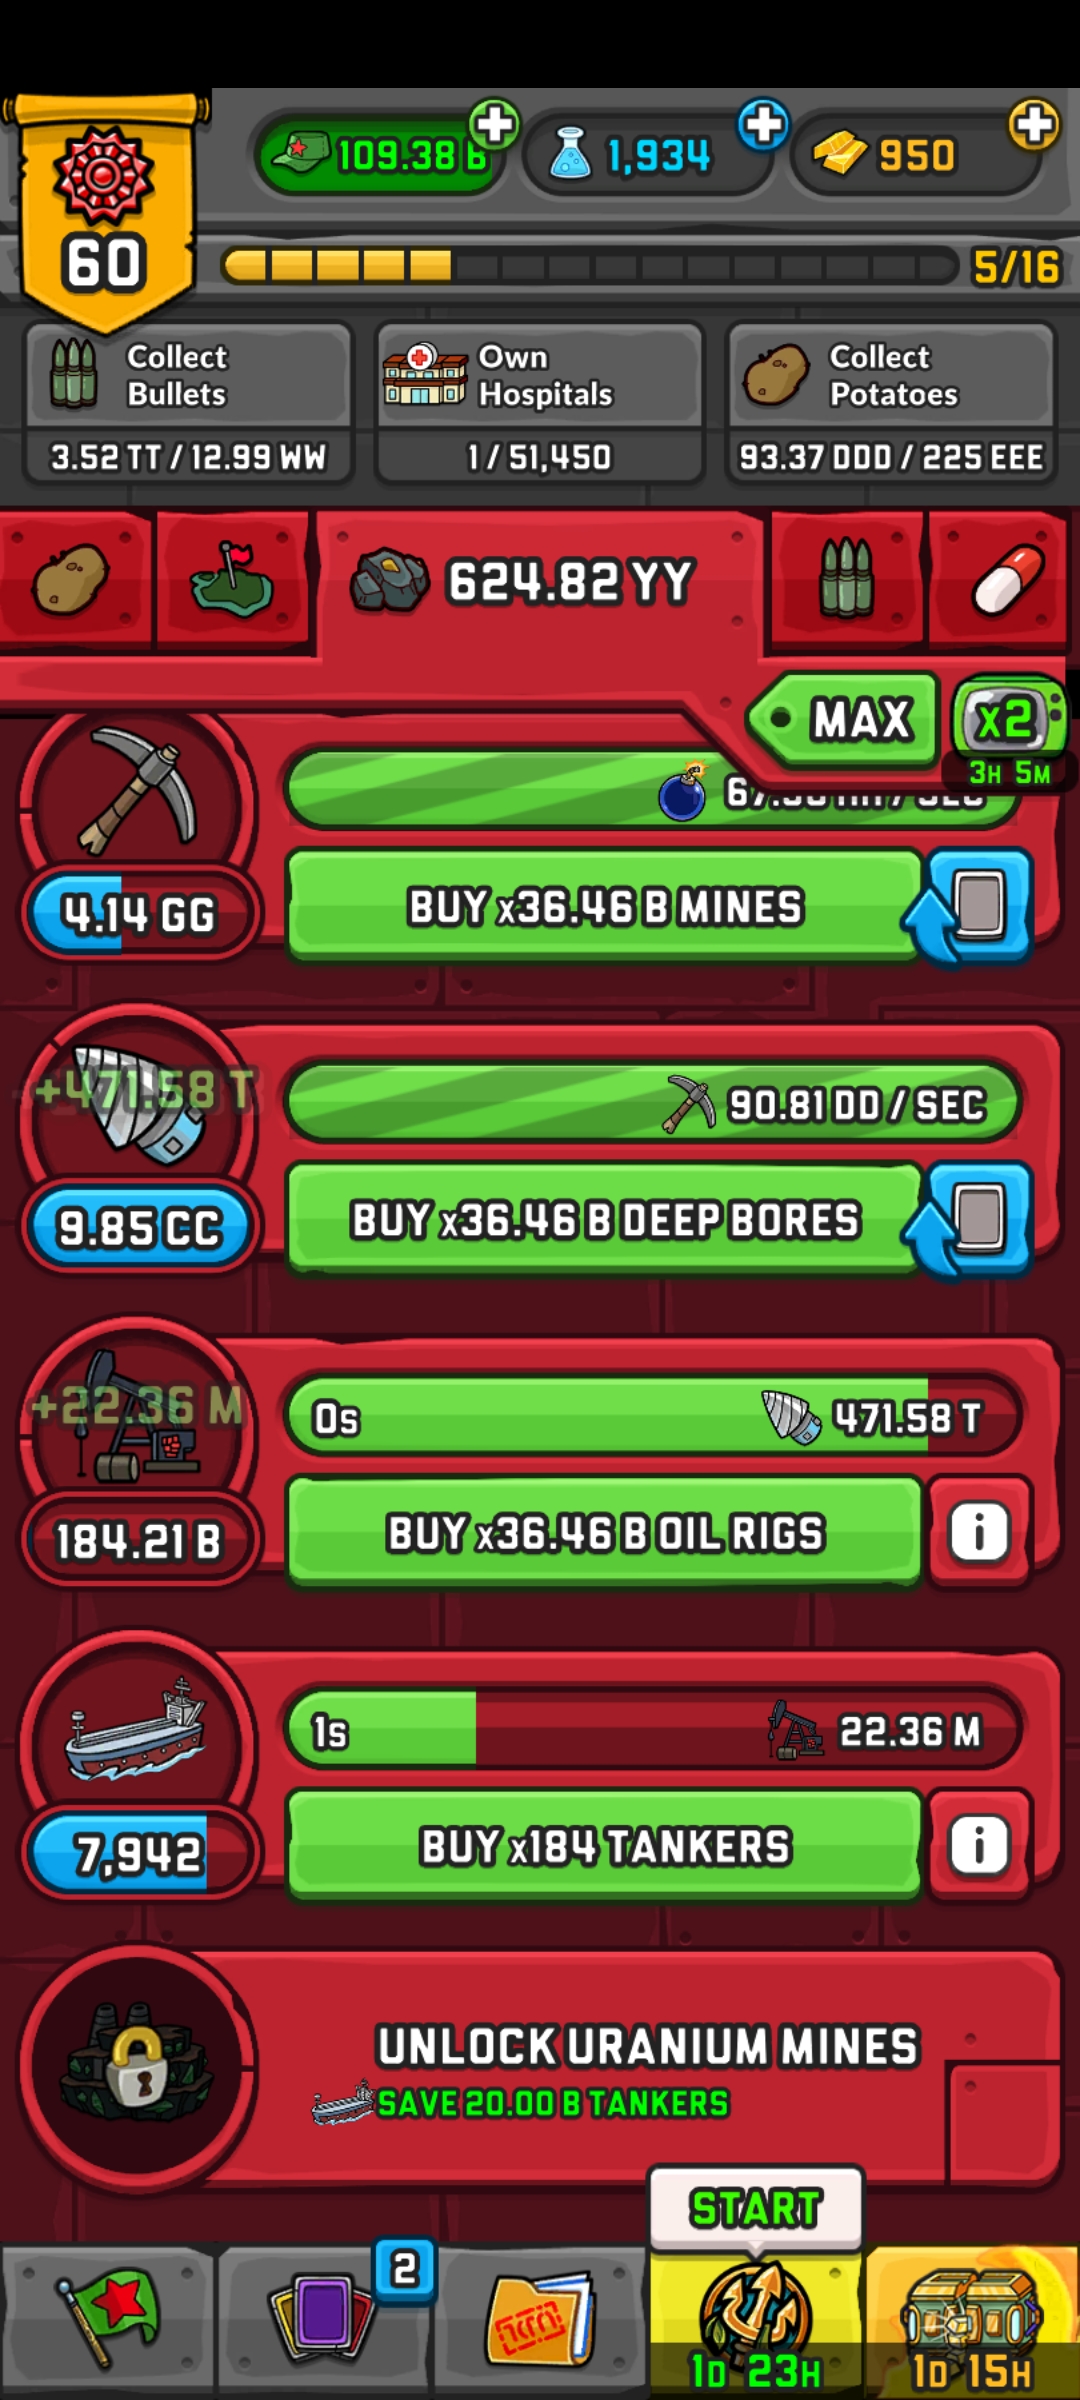 109.38 B
1,934
950
60
5/16
Collect
Bullets
3.52 TT / 12.99 WW
Own
Hospitals
1 / 51,450
Collect
Potatoes
93.37 DDD / 225 EEE
624.82 YY
MAX
x2
3H 5M
4.14 GG
BUY x36.46 B MINES
+471.58 T
90.81 DD / SEC
9.85 CC
BUY x36.46 B DEEP BORES
+22.36 M
0s
471.58 T
184.21 B
BUY x36.46 B OIL RIGS
i
1s
22.36 M
7,942
BUY x184 TANKERS
i
UNLOCK URANIUM MINES
SAVE 20.00 B TANKERS
START
2
1D 23H
1D 15H